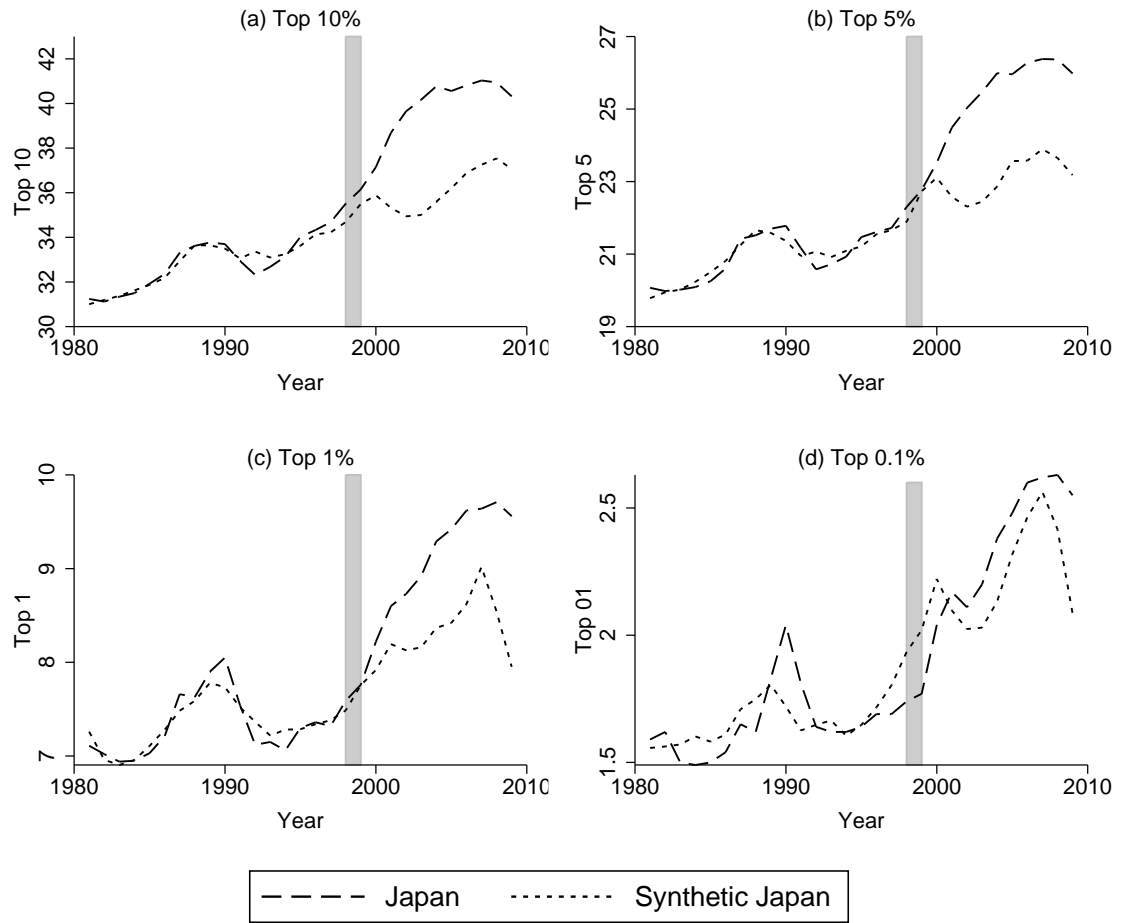 (a) Top 10%
Top 10
30 32 34 36 38 40 42
1980 1990 2000 2010
Year
(b) Top 5%
Top 5
19 21 23 25 27
1980 1990 2000 2010
Year
(c) Top 1%
Top 1
7 8 9 10
1980 1990 2000 2010
Year
(d) Top 0.1%
Top 01
1.5 2 2.5
1980 1990 2000 2010
Year
Japan Synthetic Japan